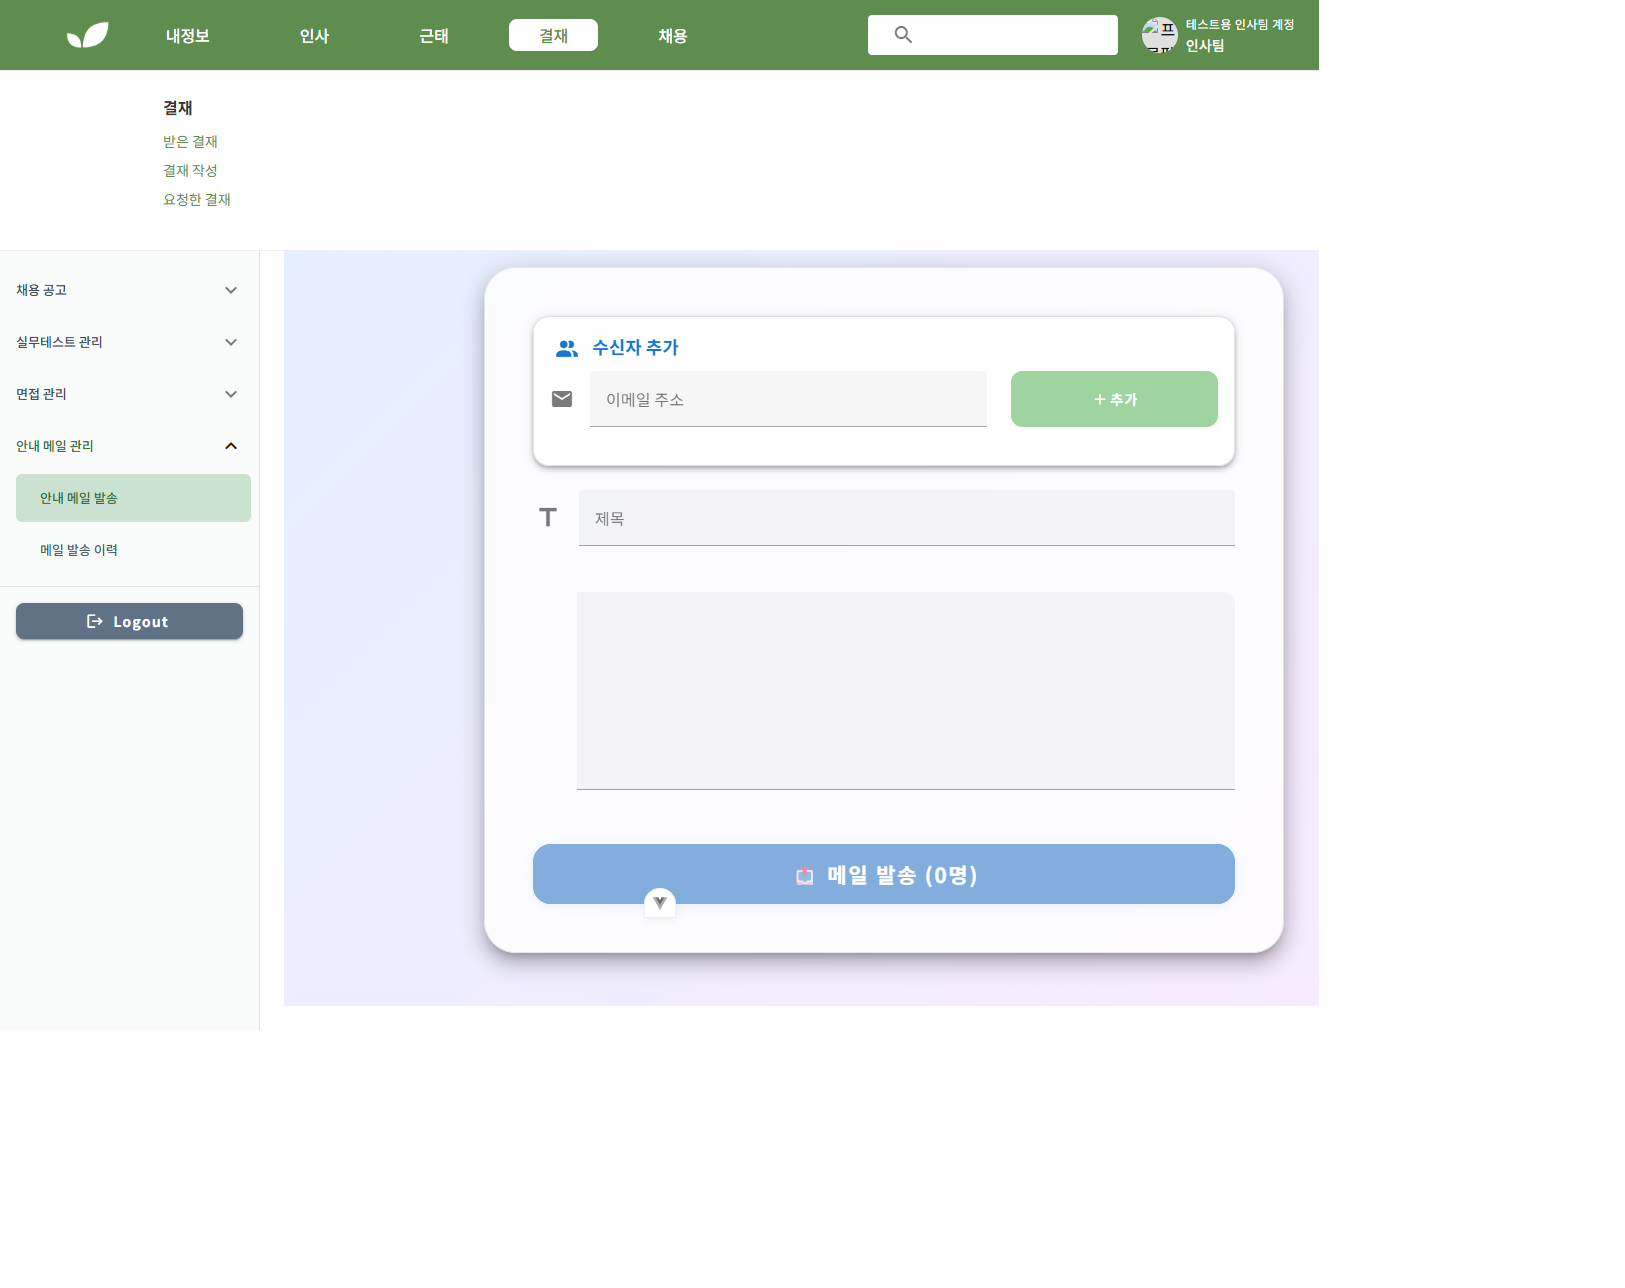 내정보
인사
근태
결재
채용
테스트용 인사팀 계정
인사팀
결재
받은 결재
결재 작성
요청한 결재
채용 공고
실무테스트 관리
면접 관리
안내 메일 관리
안내 메일 발송
메일 발송 이력
Logout
수신자 추가
이메일 주소
+ 추가
제목
메일 발송 (0명)